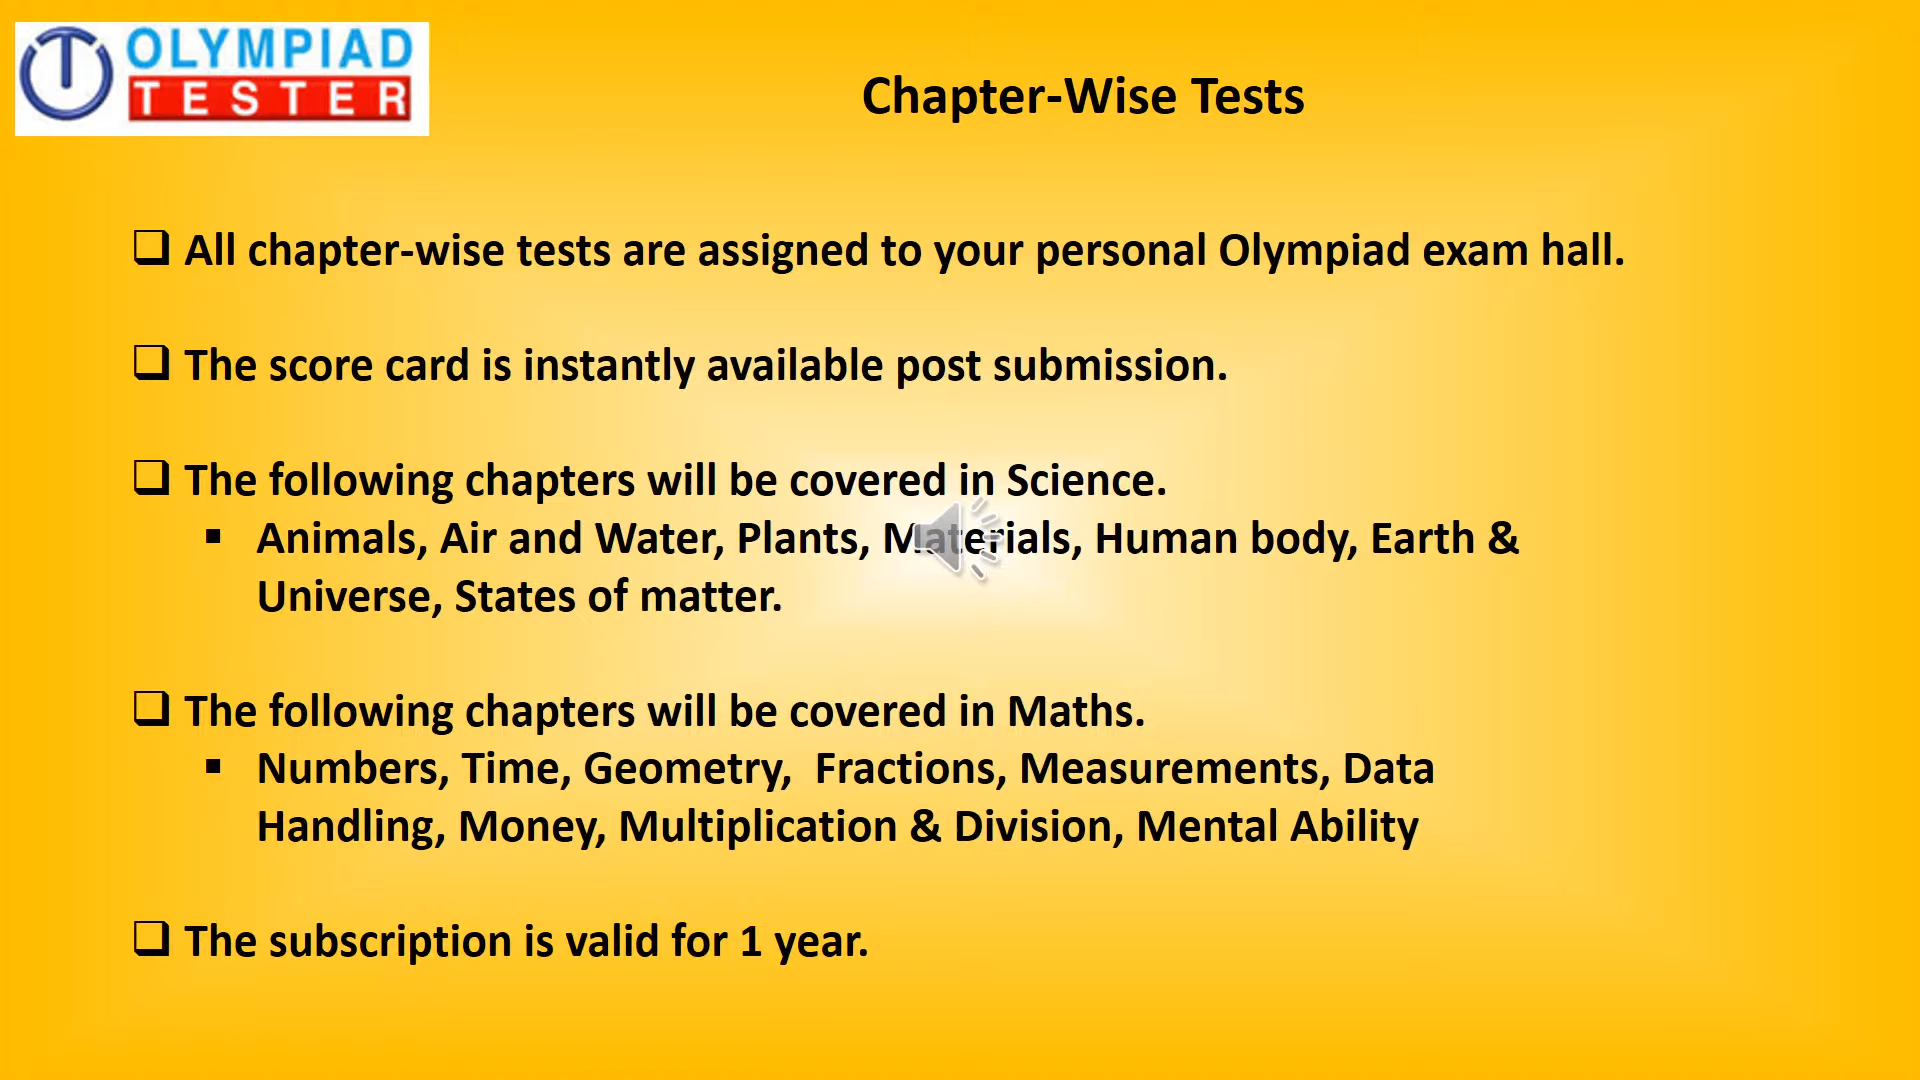 OLYMPIAD
TESTER
Chapter-Wise Tests
All chapter-wise tests are assigned to your personal Olympiad exam hall.
The score card is instantly available post submission.
The following chapters will be covered in Science.
Animals, Air and Water, Plants, Materials, Human body, Earth &
Universe, States of matter.
The following chapters will be covered in Maths.
Numbers, Time, Geometry,  Fractions, Measurements, Data
Handling, Money, Multiplication & Division, Mental Ability
The subscription is valid for 1 year.